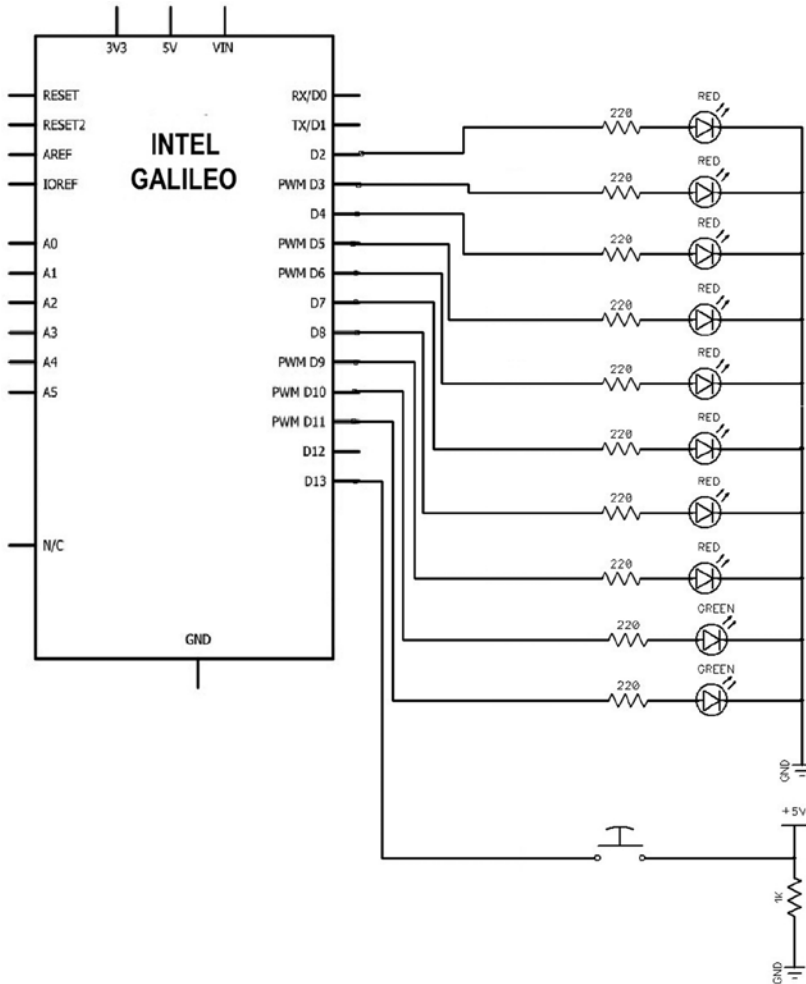 3V3 5V VIN
RESET
RESET2
AREF
IOREF
A0
A1
A2
A3
A4
A5
N/C
INTEL
GALILEO
RX/D0
TX/D1
D2
PWM D3
D4
PWM D5
PWM D6
D7
D8
PWM D9
PWM D10
PWM D11
D12
D13
GND
RED
220
RED
220
RED
220
RED
220
RED
220
RED
220
RED
220
RED
220
GREEN
220
GREEN
220
GND
+5V
1K
GND